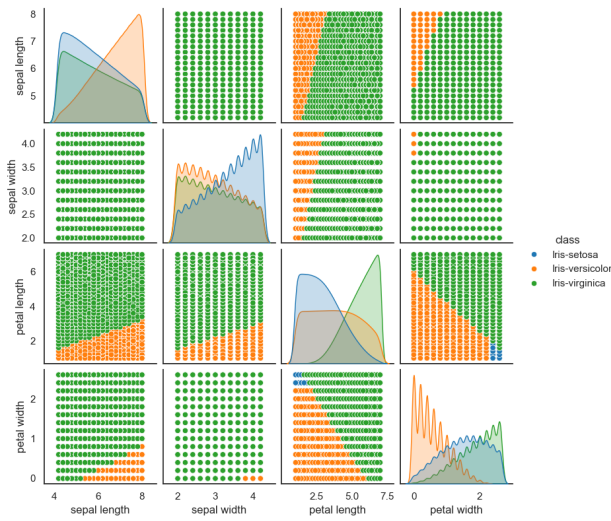 8
7
6
5
sepal length
4.0
3.5
3.0
2.5
2.0
sepal width
class
Iris-setosa
Iris-versicolor
Iris-virginica
6
4
2
petal length
2
1
0
petal width
4 6 8
2 3 4
2.5 5.0 7.5
0 2
sepal length
sepal width
petal length
petal width